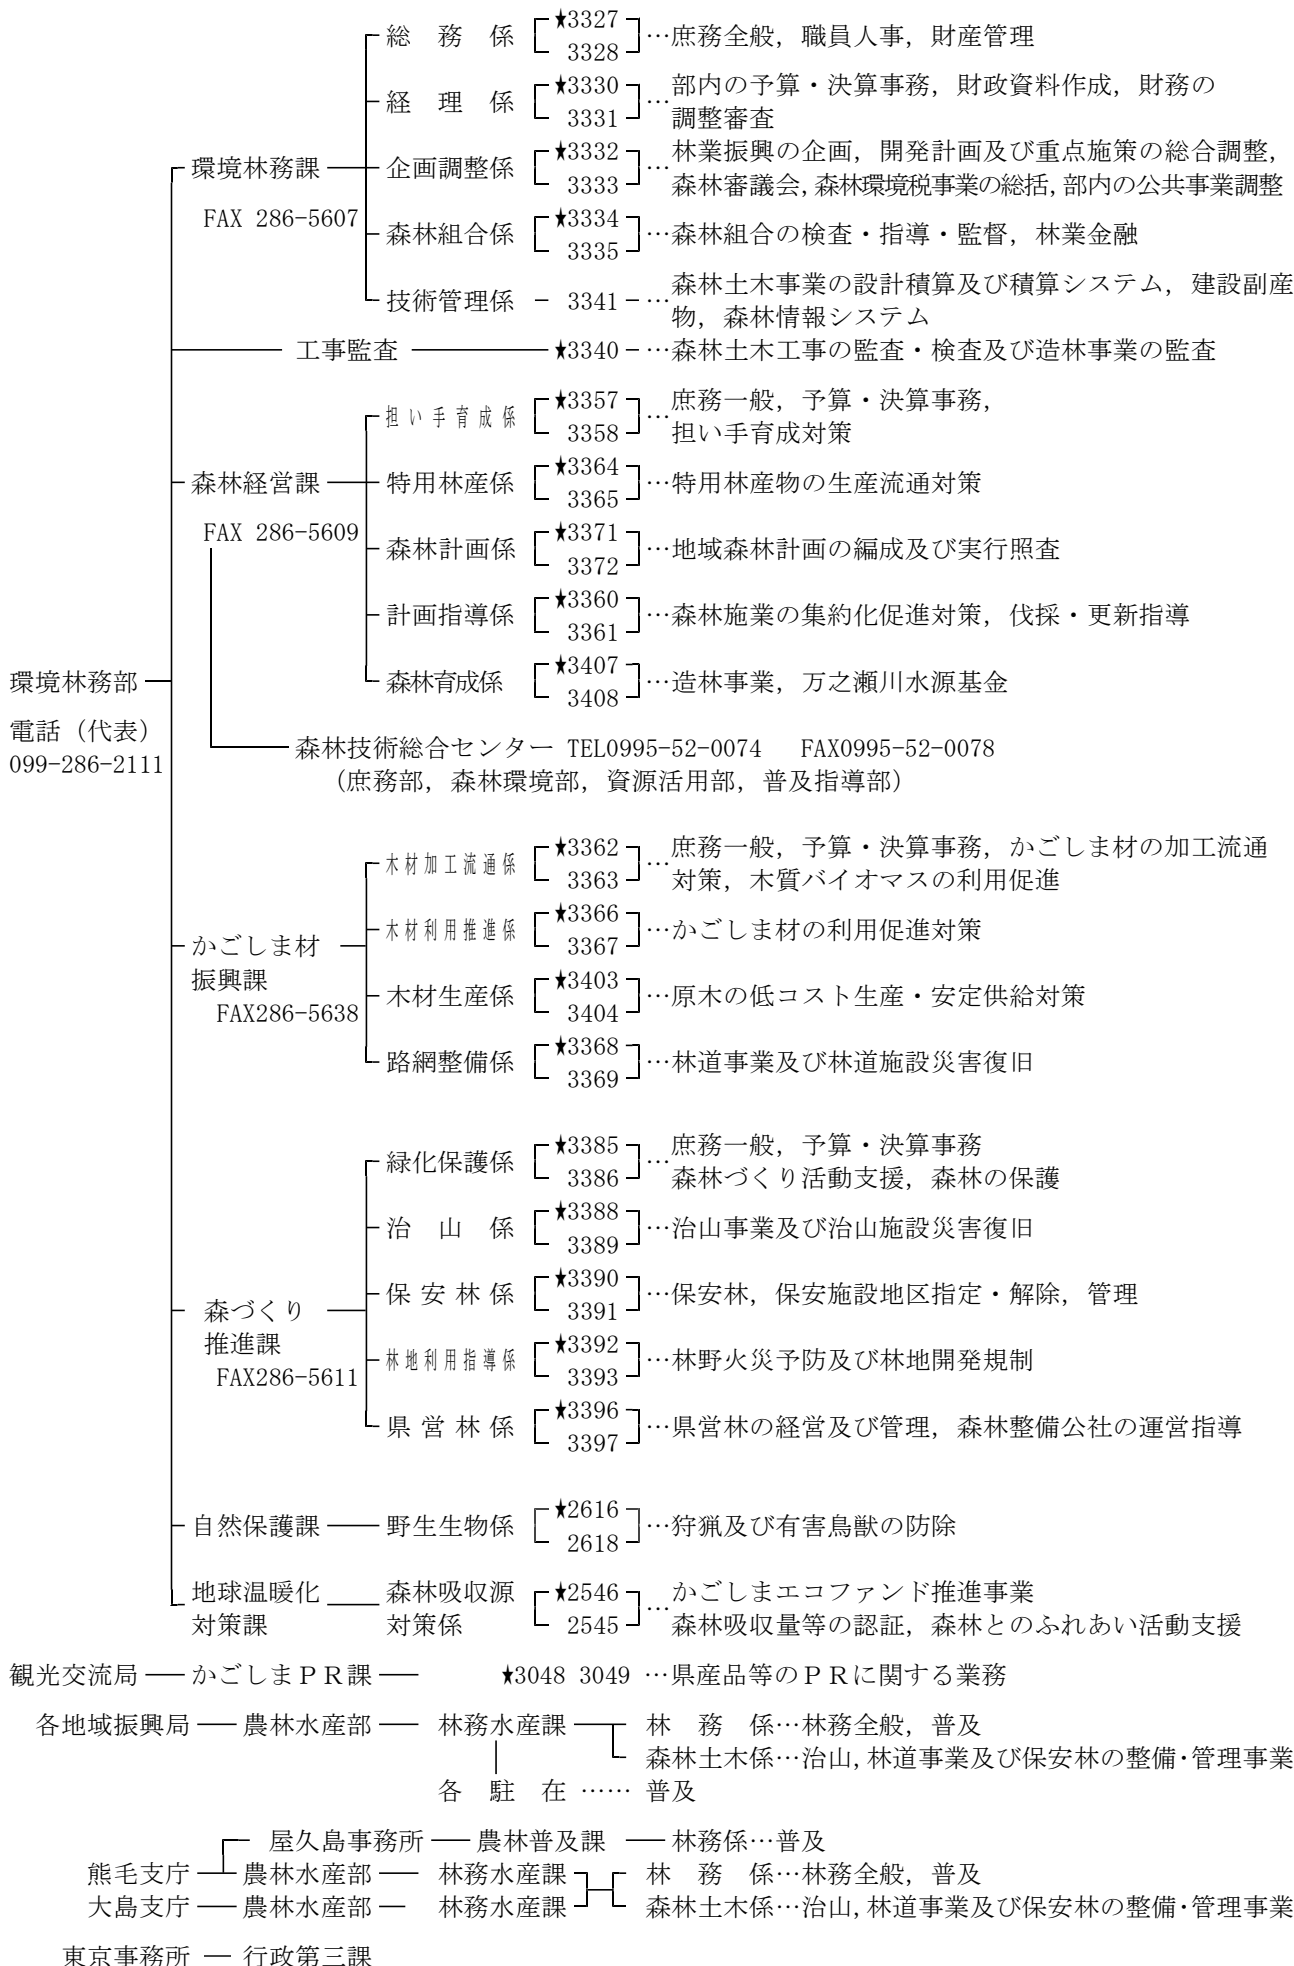 総務係 ★3327 3328 …庶務全般，職員人事，財産管理
経理係 ★3330 3331 …部内の予算・決算事務，財政資料作成，財務の
調整審査
環境林務課
FAX 286-5607
企画調整係 ★3332 3333 …林業振興の企画，開発計画及び重点施策の総合調整，
森林審議会，森林環境税事業の総括，部内の公共事業調整
森林組合係 ★3334 3335 …森林組合の検査・指導・監督，林業金融
技術管理係 3341 …森林土木事業の設計積算及び積算システム，建設副産
物，森林情報システム
工事監査 ★3340 …森林土木工事の監査・検査及び造林事業の監査
担い手育成係 ★3357 3358 …庶務一般，予算・決算事務，
担い手育成対策
森林経営課
FAX 286-5609
特用林産係 ★3364 3365 …特用林産物の生産流通対策
森林計画係 ★3371 3372 …地域森林計画の編成及び実行照査
計画指導係 ★3360 3361 …森林施業の集約化促進対策，伐採・更新指導
環境林務部
電話（代表）
099-286-2111
森林育成係 ★3407 3408 …造林事業，万之瀬川水源基金
森林技術総合センター TEL0995-52-0074 FAX0995-52-0078
（庶務部，森林環境部，資源活用部，普及指導部）
木材加工流通係 ★3362 3363 …庶務一般，予算・決算事務，かごしま材の加工流通
対策，木質バイオマスの利用促進
木材利用推進係 ★3366 3367 …かごしま材の利用促進対策
かごしま材
振興課
FAX286-5638
木材生産係 ★3403 3404 …原木の低コスト生産・安定供給対策
路網整備係 ★3368 3369 …林道事業及び林道施設災害復旧
緑化保護係 ★3385 3386 …庶務一般，予算・決算事務
森林づくり活動支援，森林の保護
治山係 ★3388 3389 …治山事業及び治山施設災害復旧
保安林係 ★3390 3391 …保安林，保安施設地区指定・解除，管理
森づくり
推進課
FAX286-5611
林地利用指導係 ★3392 3393 …林野火災予防及び林地開発規制
県営林係 ★3396 3397 …県営林の経営及び管理，森林整備公社の運営指導
自然保護課 野生生物係 ★2616 2618 …狩猟及び有害鳥獣の防除
地球温暖化
対策課
森林吸収源
対策係
★2546 2545 …かごしまエコファンド推進事業
森林吸収量等の認証，森林とのふれあい活動支援
観光交流局 かごしまＰＲ課 ★3048 3049 …県産品等のＰＲに関する業務
各地域振興局 農林水産部 林務水産課 林務係…林務全般，普及
森林土木係…治山，林道事業及び保安林の整備・管理事業
各駐在 …… 普及
屋久島事務所 農林普及課 林務係…普及
熊毛支庁 農林水産部 林務水産課 林務係…林務全般，普及
大島支庁 農林水産部 林務水産課 森林土木係…治山，林道事業及び保安林の整備・管理事業
東京事務所 行政第三課